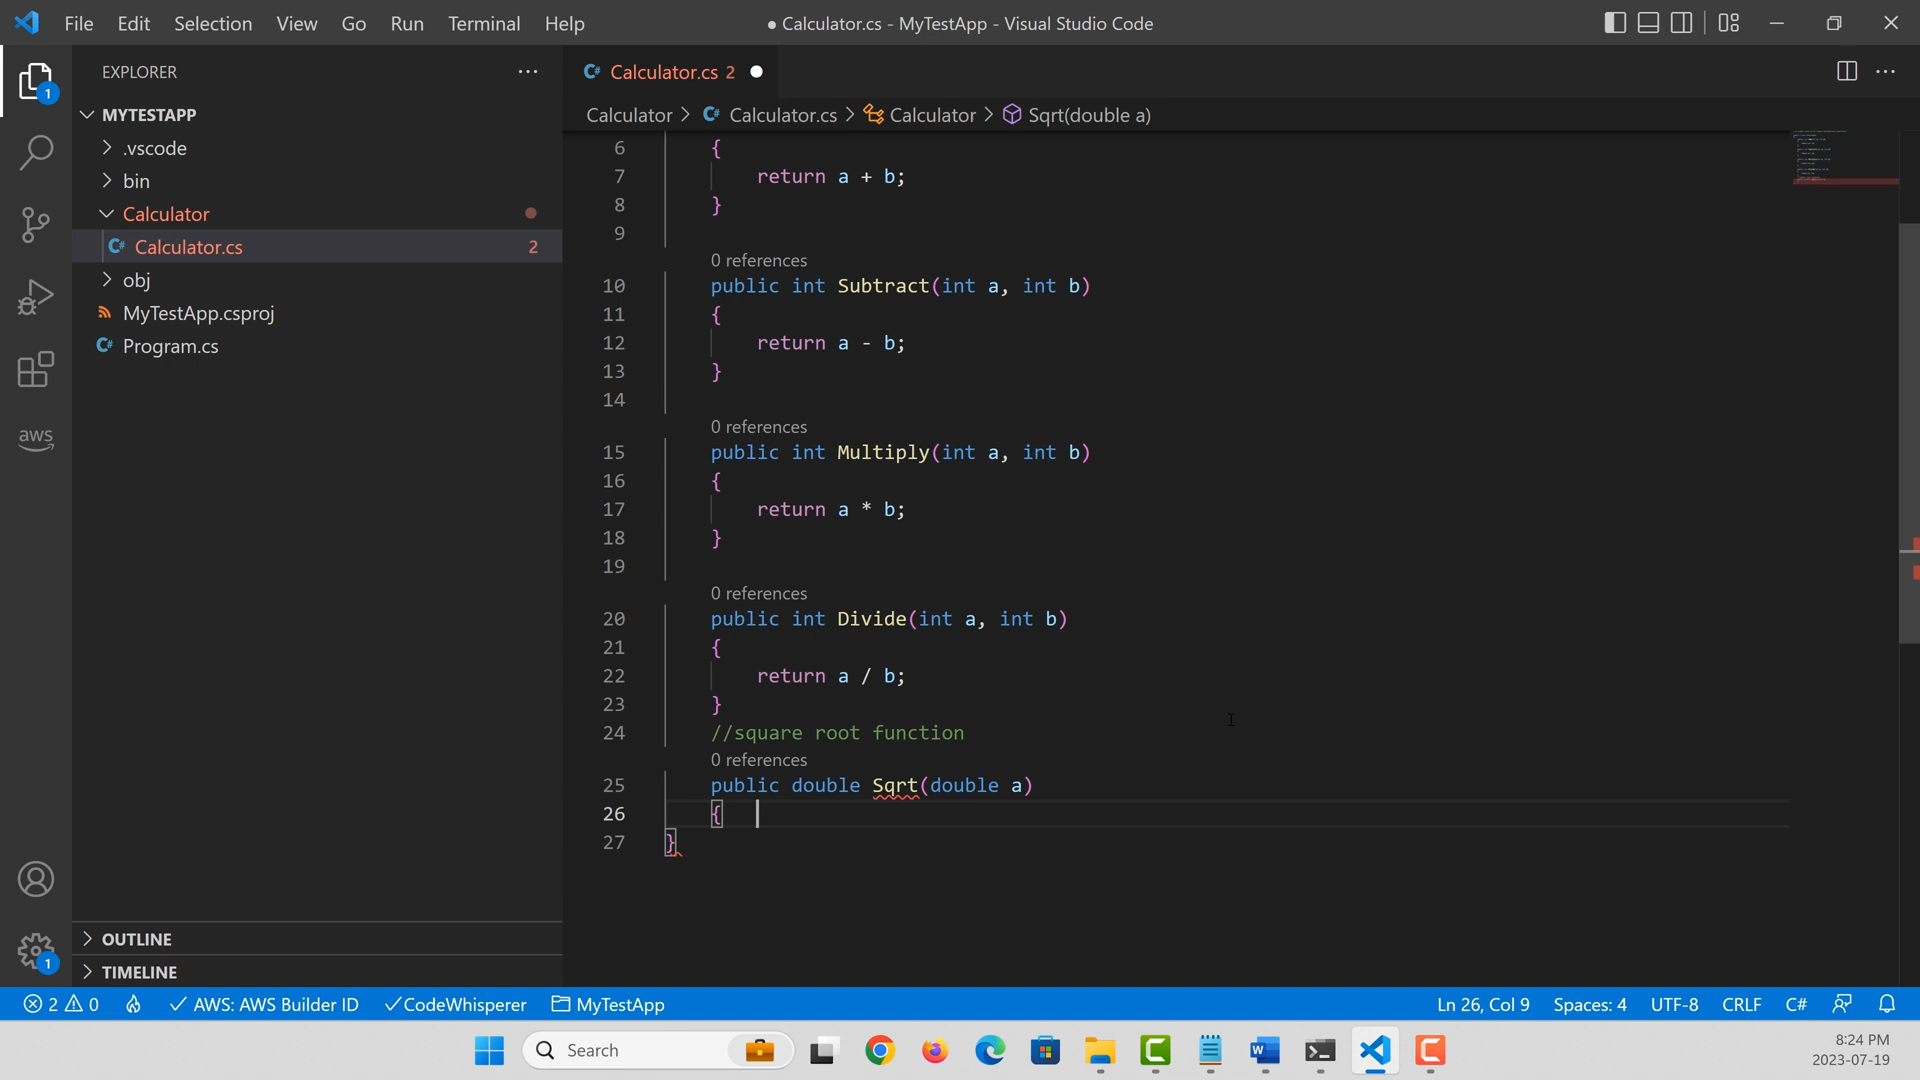 File Edit Selection View Go Run Terminal Help
● Calculator.cs - MyTestApp - Visual Studio Code
EXPLORER
Calculator.cs 2
MYTESTAPP
Calculator > Calculator.cs > Calculator > Sqrt(double a)
.vscode
bin
Calculator
Calculator.cs 2
obj
MyTestApp.csproj
Program.cs
6 {
7 return a + b;
8 }
9
0 references
10 public int Subtract(int a, int b)
11 {
12 return a - b;
13 }
14
0 references
15 public int Multiply(int a, int b)
16 {
17 return a * b;
18 }
19
0 references
20 public int Divide(int a, int b)
21 {
22 return a / b;
23 }
24 //square root function
0 references
25 public double Sqrt(double a)
26 {
27 }
1
aws
OUTLINE
1
TIMELINE
2 0 AWS: AWS Builder ID CodeWhisperer MyTestApp
Ln 26, Col 9 Spaces: 4 UTF-8 CRLF C#
Search
8:24 PM
2023-07-19